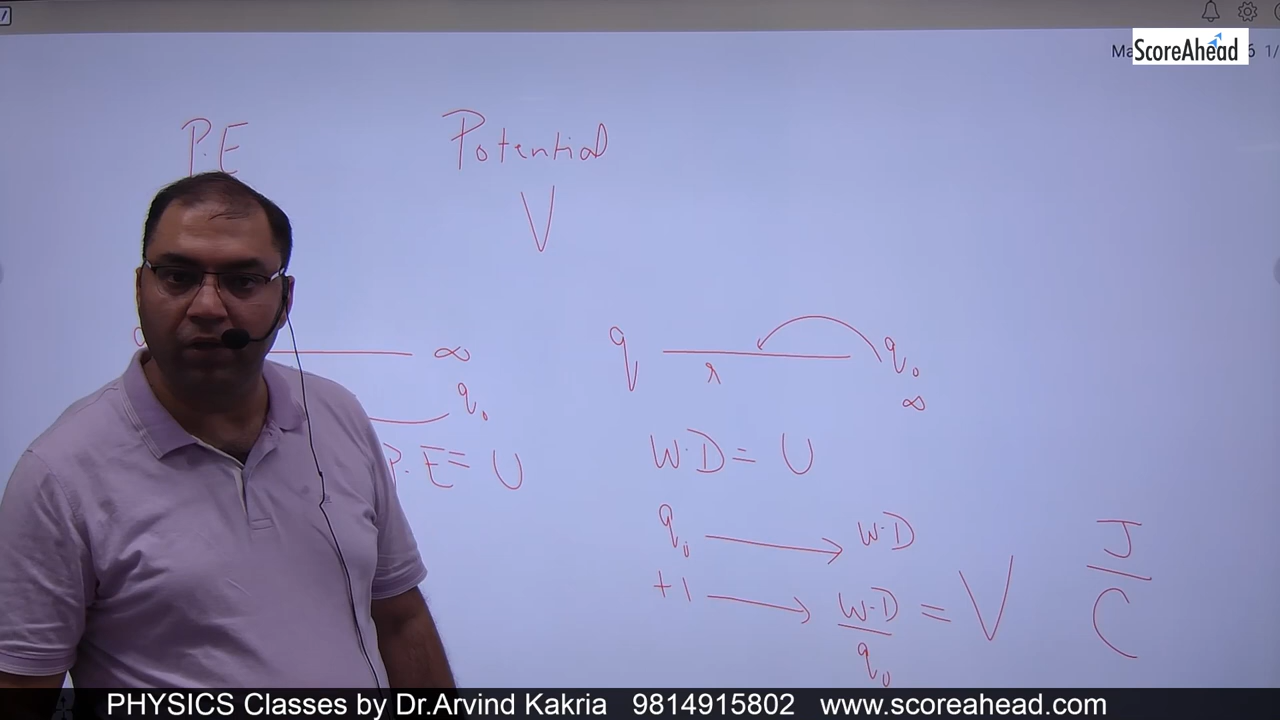 ScoreAhead
P.E Potential
V
∞
q₀
P.E = U
q r q₀
∞
W.D = U
q₀ → W.D
+1 → W.D/q₀ = V J/C
PHYSICS Classes by Dr.Arvind Kakria 9814915802 www.scoreahead.com